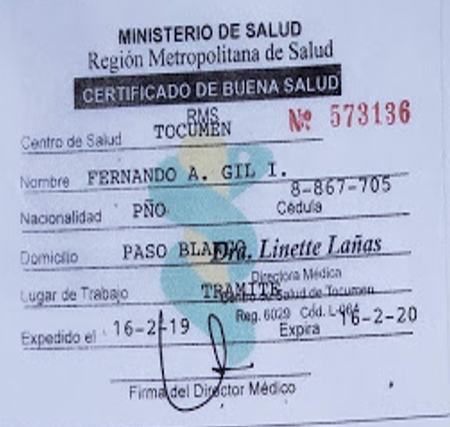 MINISTERIO DE SALUD
Región Metropolitana de Salud
CERTIFICADO DE BUENA SALUD
RMS
Centro de Salud TOCUMEN Nº 573136
Nombre FERNANDO A. GIL I.
8-867-705
Nacionalidad PÑO Cédula
Domicilio PASO BLANCO Dra. Linette Lañas
Directora Médica
Lugar de Trabajo TRAMITE Centro de Salud de Tocumen
Reg. 6029 Cód.
Expedido el 16-2-19 Expira 16-2-20
Firma del Director Médico